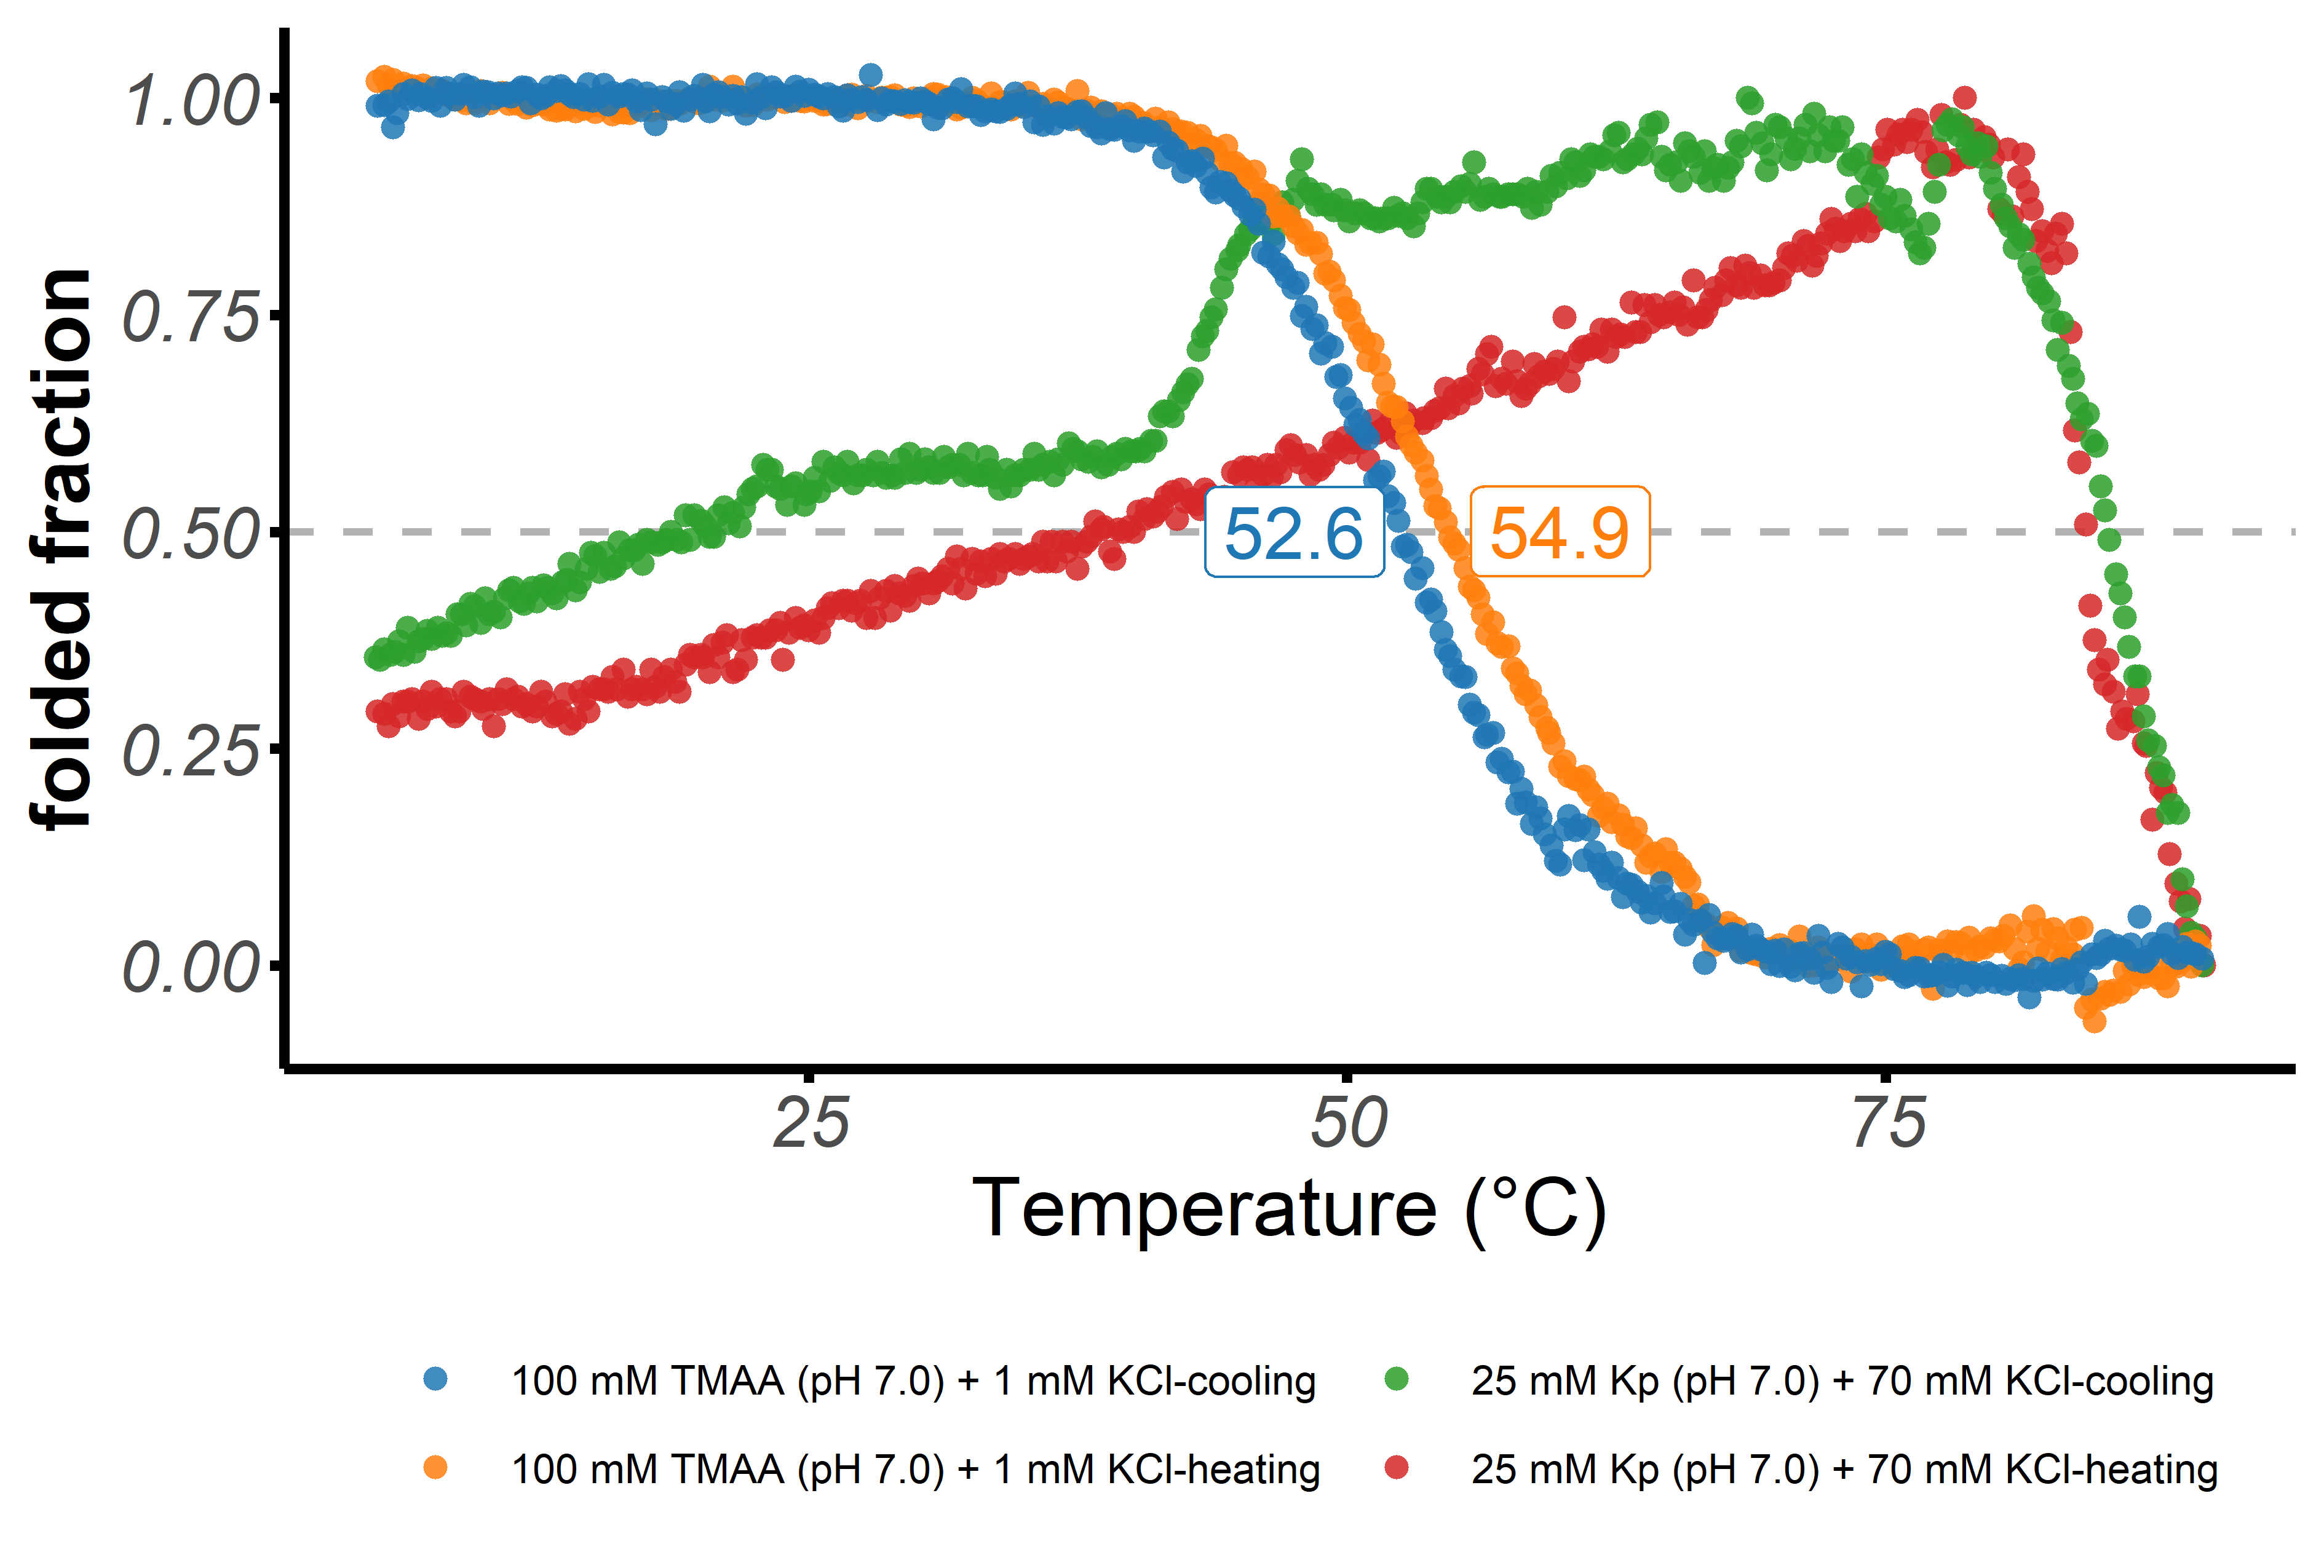 folded fraction
1.00
0.75
0.50
0.25
0.00
52.6
54.9
25
50
75
Temperature (°C)
100 mM TMAA (pH 7.0) + 1 mM KCl-cooling
100 mM TMAA (pH 7.0) + 1 mM KCl-heating
25 mM Kp (pH 7.0) + 70 mM KCl-cooling
25 mM Kp (pH 7.0) + 70 mM KCl-heating